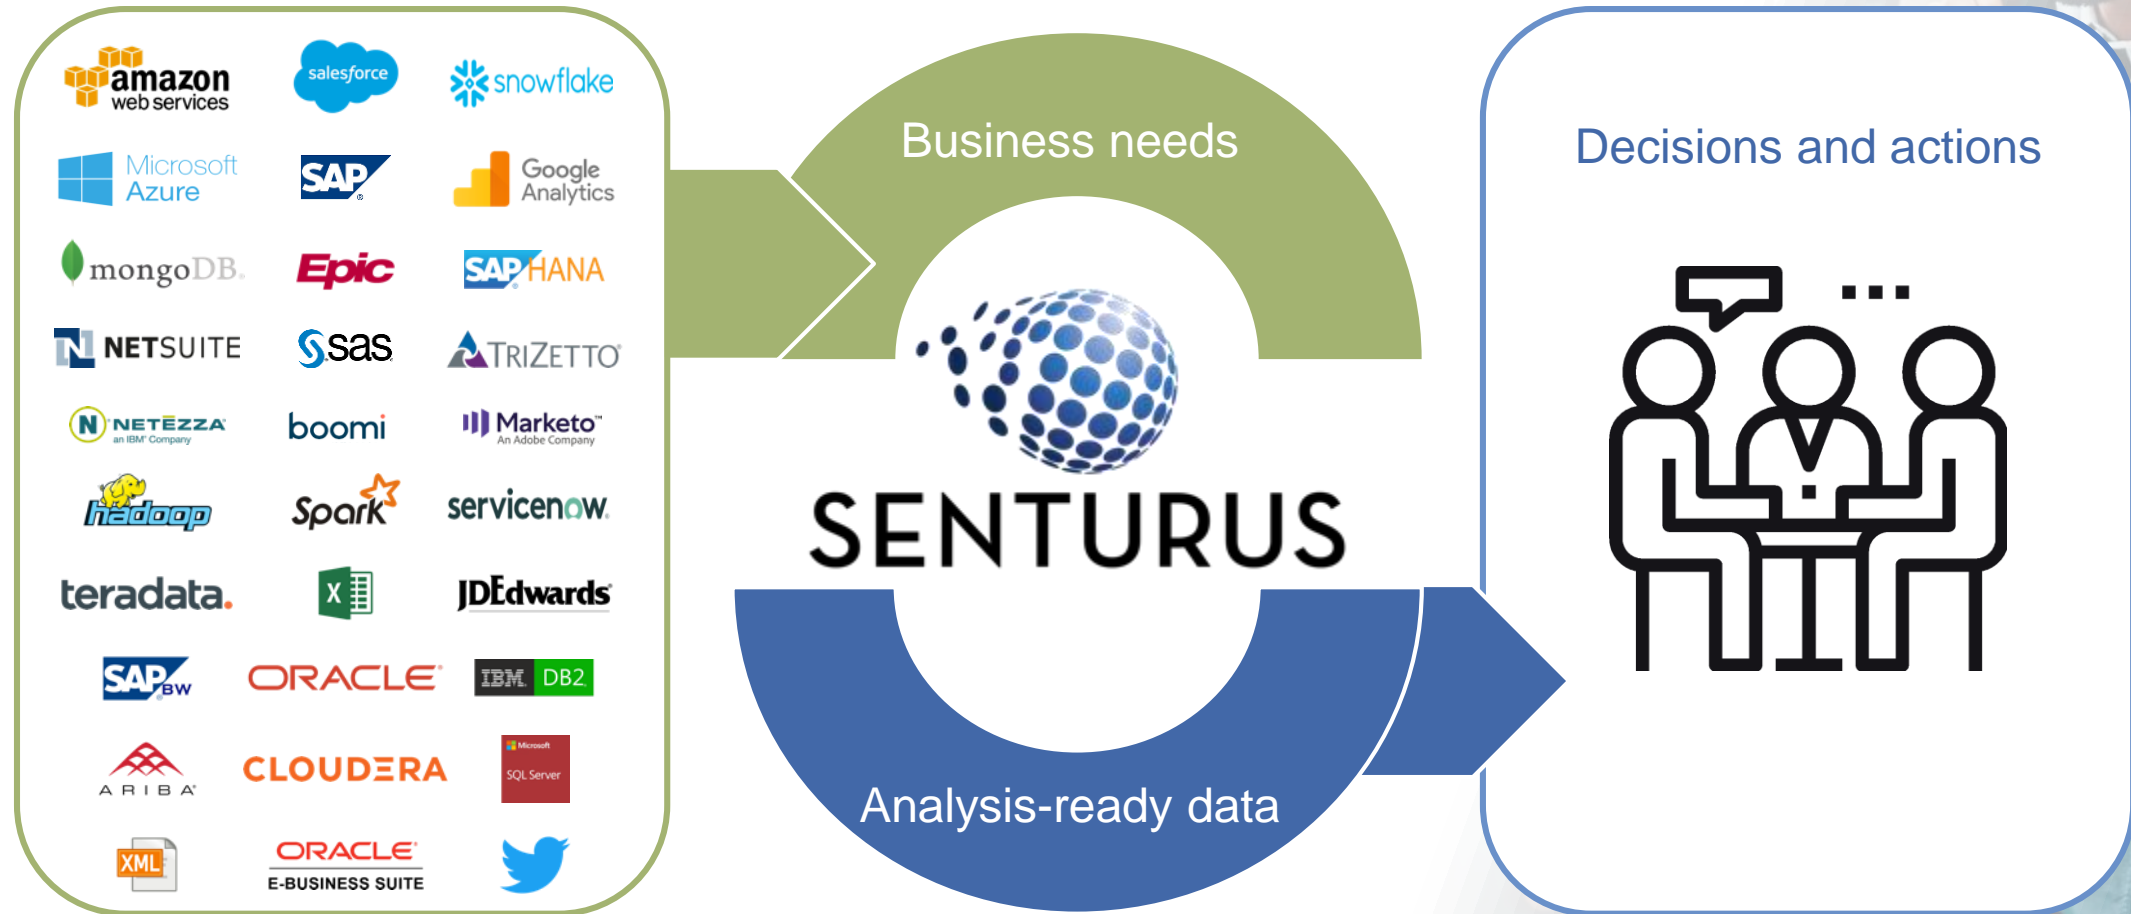 amazon
web services
salesforce
snowflake
Microsoft
Azure
SAP
®
Google
Analytics
mongoDB.
Epic
SAP HANA
®
N NETSUITE
S.sas
TRIZETTO®
N NETĒZZA®
an IBM® Company
boomi
Marketo™
An Adobe Company
hadoop
Spark
servicenow.
teradata.
X
JDEdwards®
SAP BW
®
ORACLE®
IBM. DB2.
ARIBA®
CLOUDERA
Microsoft
SQL Server
XML
ORACLE®
E-BUSINESS SUITE
Business needs
SENTURUS
Analysis-ready data
Decisions and actions
...